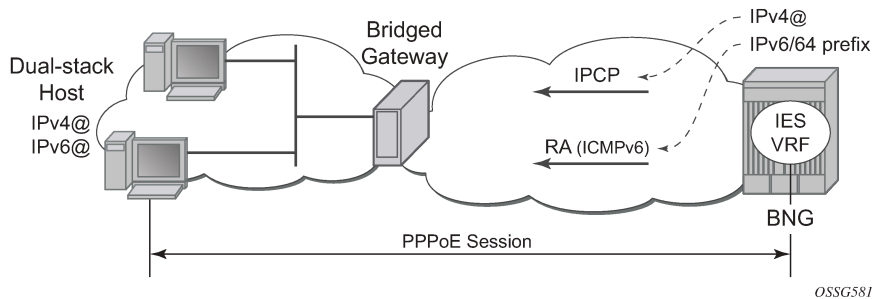 Dual-stack
Host
IPv4@
IPv6@
Bridged
Gateway
IPv4@
IPv6/64 prefix
IPCP
RA (ICMPv6)
IES
VRF
BNG
PPPoE Session
OSSG581